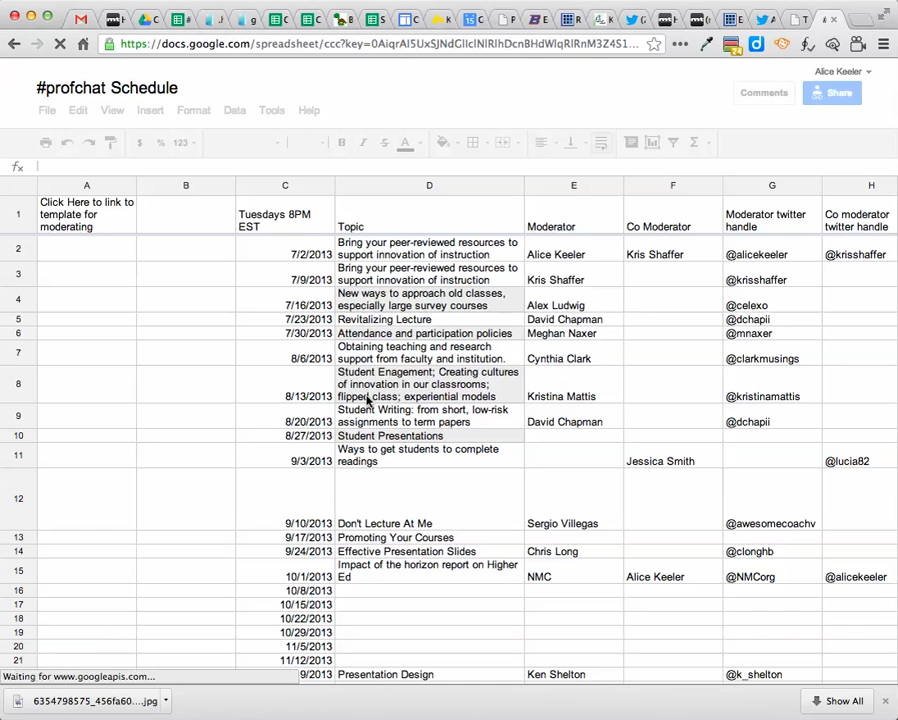 https://docs.google.com/spreadsheet/ccc?key=0AiqrAl5UxSJNdGllclNlRlhDcnBHdWlqRlRnM3Z4S1...
Alice Keeler
#profchat Schedule
Comments
Share
File Edit View Insert Format Data Tools Help
$ % 123
fx
A B C D E F G H
1 Click Here to link to template for moderating Tuesdays 8PM EST Topic Moderator Co Moderator Moderator twitter handle Co moderator twitter handle
2 7/2/2013 Bring your peer-reviewed resources to support innovation of instruction Alice Keeler Kris Shaffer @alicekeeler @krisshaffer
3 7/9/2013 Bring your peer-reviewed resources to support innovation of instruction Kris Shaffer @krisshaffer
4 7/16/2013 New ways to approach old classes, especially large survey courses Alex Ludwig @celexo
5 7/23/2013 Revitalizing Lecture David Chapman @dchapii
6 7/30/2013 Attendance and participation policies Meghan Naxer @mnaxer
7 8/6/2013 Obtaining teaching and research support from faculty and institution. Cynthia Clark @clarkmusings
8 8/13/2013 Student Enagement; Creating cultures of innovation in our classrooms; flipped class; experiential models Kristina Mattis @kristinamattis
9 8/20/2013 Student Writing: from short, low-risk assignments to term papers David Chapman @dchapii
10 8/27/2013 Student Presentations
11 9/3/2013 Ways to get students to complete readings Jessica Smith @lucia82
12 9/10/2013 Don't Lecture At Me Sergio Villegas @awesomecoachv
13 9/17/2013 Promoting Your Courses
14 9/24/2013 Effective Presentation Slides Chris Long @clonghb
15 10/1/2013 Impact of the horizon report on Higher Ed NMC Alice Keeler @NMCorg @alicekeeler
16 10/8/2013
17 10/15/2013
18 10/22/2013
19 10/29/2013
20 11/5/2013
21 11/12/2013
9/2013 Presentation Design Ken Shelton @k_shelton
Waiting for www.googleapis.com...
6354798575_456fa60....jpg
Show All